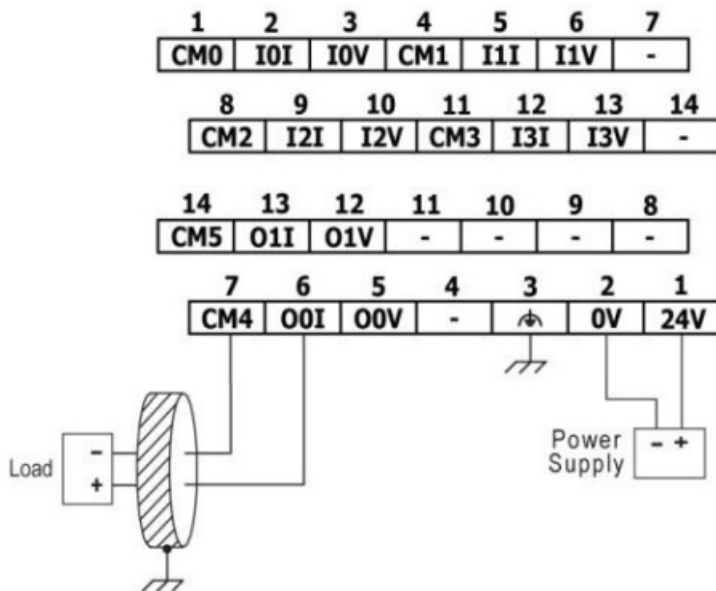 1 2 3 4 5 6 7
CM0 I0I I0V CM1 I1I I1V -
8 9 10 11 12 13 14
CM2 I2I I2V CM3 I3I I3V -
14 13 12 11 10 9 8
CM5 O1I O1V - - - -
7 6 5 4 3 2 1
CM4 O0I O0V - 0V 24V
Load
-
+
Power
Supply
- +